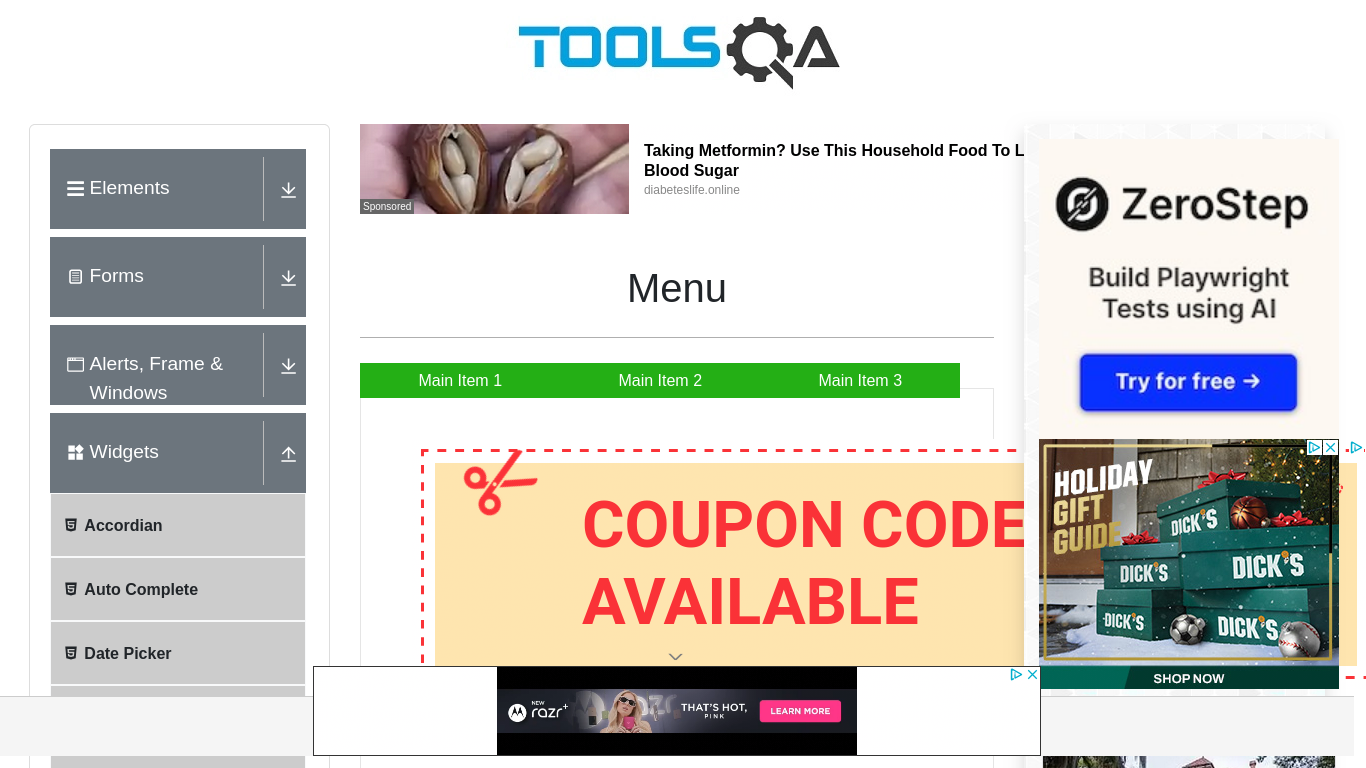 TOOLSQA
Elements
Forms
Alerts, Frame &
Windows
Widgets
Accordian
Auto Complete
Date Picker
Sponsored
Taking Metformin? Use This Household Food To L
Blood Sugar
diabeteslife.online
Menu
Main Item 1
Main Item 2
Main Item 3
COUPON CODE
AVAILABLE
ZeroStep
Build Playwright
Tests using AI
Try for free →
HOLIDAY
GIFT
GUIDE
DICK'S
DICK'S
DICK'S
DICK'S
DICK'S
SHOP NOW
NEW
razr+
THAT'S HOT,
PINK
LEARN MORE